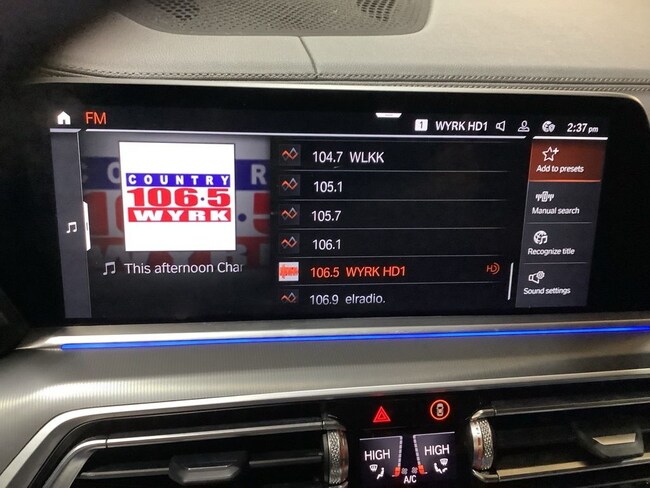 FM
1 WYRK HD1 2:37 pm
COUNTRY
106.5
WYRK
This afternoon Char
104.7 WLKK
105.1
105.7
106.1
106.5 WYRK HD1
106.9 elradio.
Add to presets
Manual search
Recognize title
Sound settings
HIGH HIGH
A/C